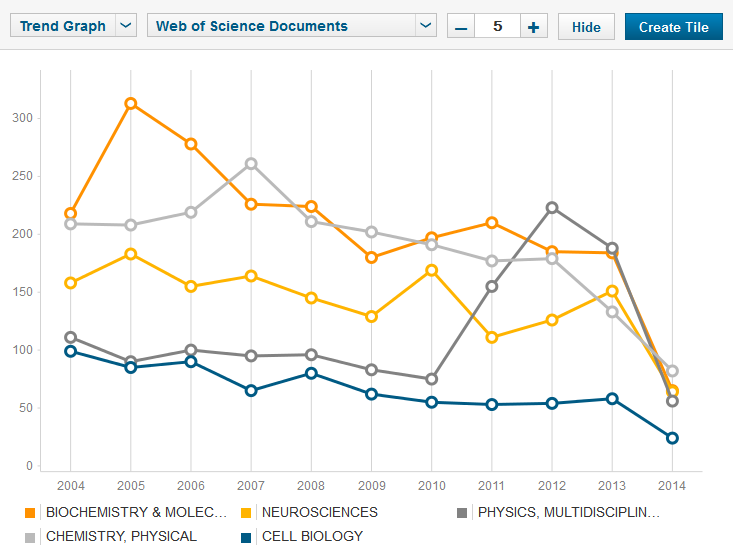 Trend Graph Web of Science Documents — 5 + Hide Create Tile
300
250
200
150
100
50
0
2004 2005 2006 2007 2008 2009 2010 2011 2012 2013 2014
BIOCHEMISTRY & MOLEC... NEUROSCIENCES PHYSICS, MULTIDISCIPLIN...
CHEMISTRY, PHYSICAL CELL BIOLOGY